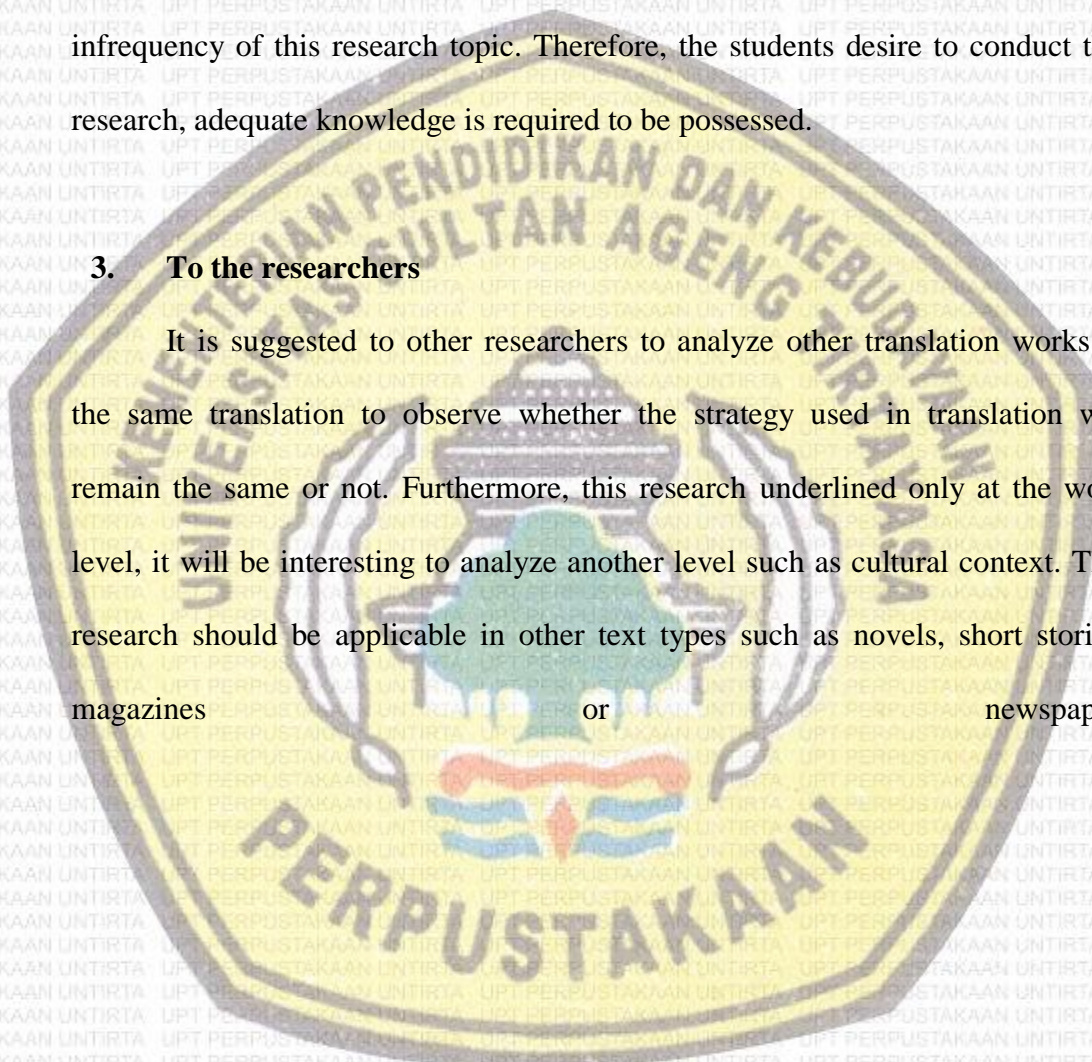 infrequency of this research topic. Therefore, the students desire to conduct t
research, adequate knowledge is required to be possessed.
KEMENTERIAN PENDIDIKAN DAN KEBUDAYAAN
UNIVERSITAS SULTAN AGENG TIRTAYASA
3. To the researchers
It is suggested to other researchers to analyze other translation works
the same translation to observe whether the strategy used in translation w
remain the same or not. Furthermore, this research underlined only at the wo
level, it will be interesting to analyze another level such as cultural context. T
research should be applicable in other text types such as novels, short stori
magazines or newspap
PERPUSTAKAAN
UPT PERPUSTAKAAN UNTIRTA